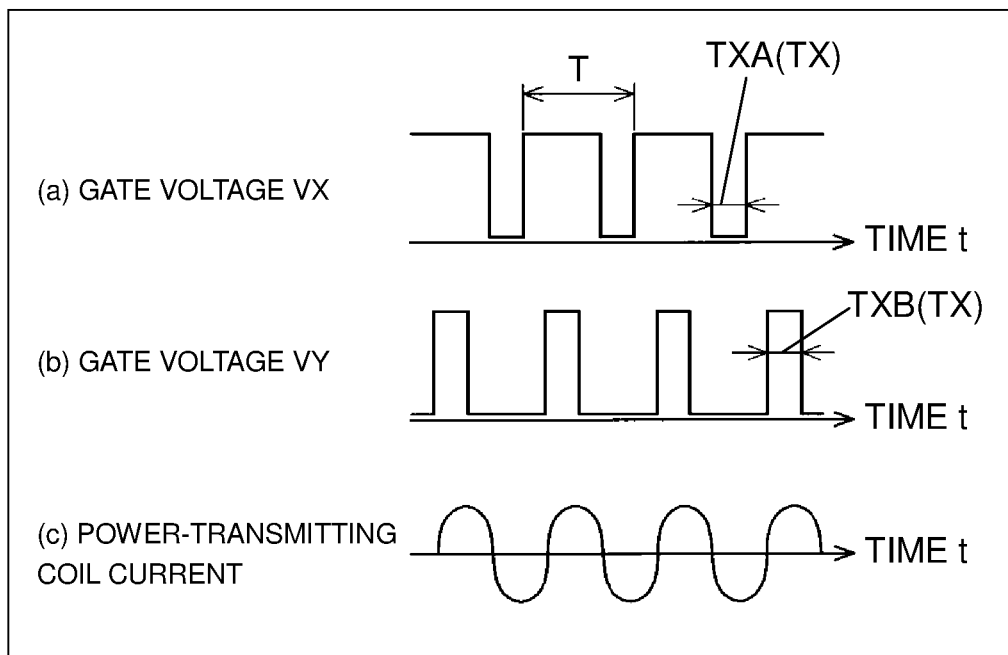 T
TXA(TX)
(a) GATE VOLTAGE VX
TIME t
TXB(TX)
(b) GATE VOLTAGE VY
TIME t
(c) POWER-TRANSMITTING
COIL CURRENT
TIME t